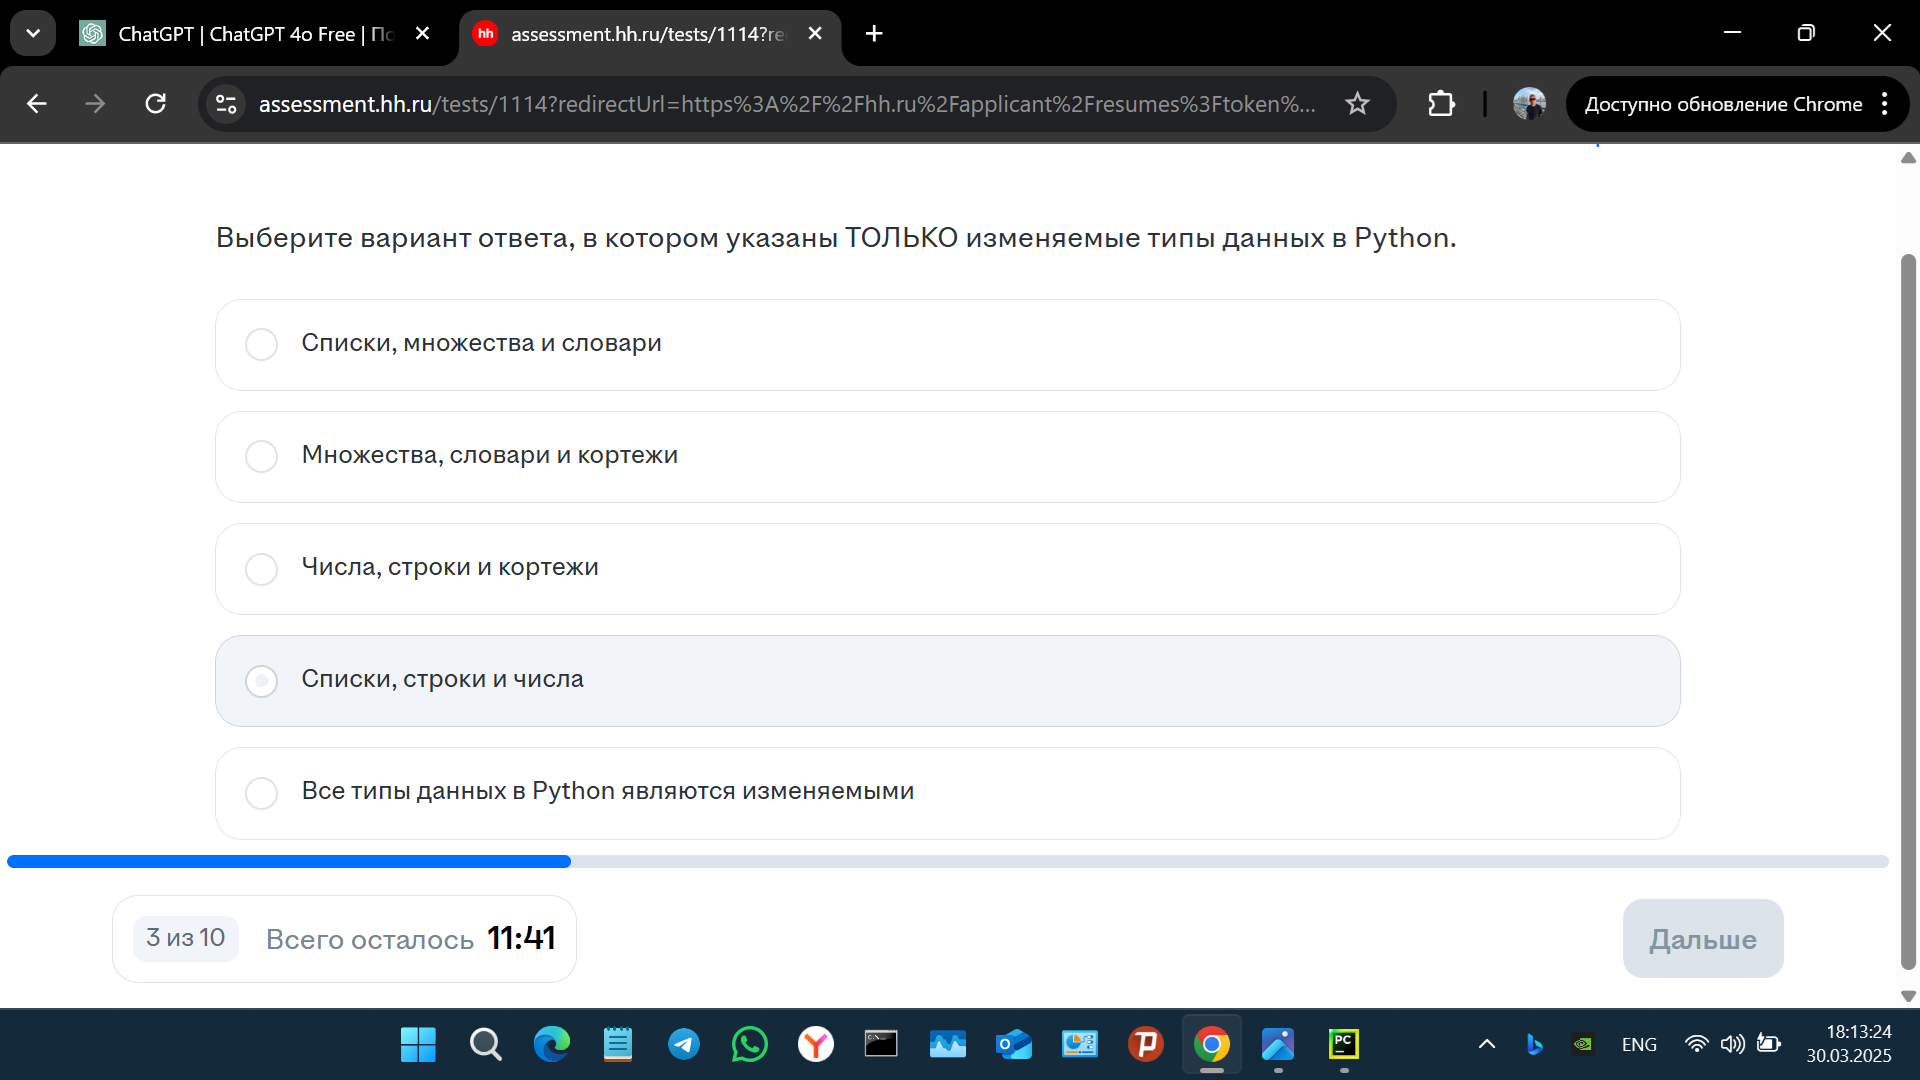 ChatGPT | ChatGPT 4o Free | По
hh
assessment.hh.ru/tests/1114?re
assessment.hh.ru/tests/1114?redirectUrl=https%3A%2F%2Fhh.ru%2Fapplicant%2Fresumes%3Ftoken%...
Доступно обновление Chrome
Выберите вариант ответа, в котором указаны ТОЛЬКО изменяемые типы данных в Python.
Списки, множества и словари
Множества, словари и кортежи
Числа, строки и кортежи
Списки, строки и числа
Все типы данных в Python являются изменяемыми
3 из 10
Всего осталось 11:41
Дальше
PC
ENG
18:13:24
30.03.2025